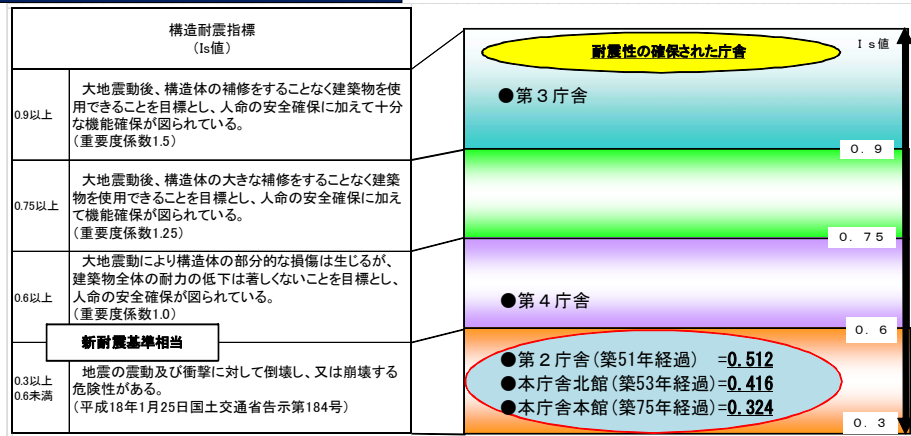 構造耐震指標
（Is値）
0.9以上
大地震動後、構造体の補修をすることなく建築物を使
用できることを目標とし、人命の安全確保に加えて十分
な機能確保が図られている。
（重要度係数1.5）
0.75以上
大地震動後、構造体の大きな補修をすることなく建築
物を使用できることを目標とし、人命の安全確保に加え
て機能確保が図られている。
（重要度係数1.25）
0.6以上
大地震動により構造体の部分的な損傷は生じるが、
建築物全体の耐力の低下は著しくないことを目標とし、
人命の安全確保が図られている。
（重要度係数1.0）
新耐震基準相当
0.3以上
0.6未満
地震の震動及び衝撃に対して倒壊し、又は崩壊する
危険性がある。
（平成18年1月25日国土交通省告示第184号）
耐震性の確保された庁舎
Ｉｓ値
●第３庁舎
０．９
０．７５
●第４庁舎
０．６
●第２庁舎(築51年経過)　=0.512
●本庁舎北館(築53年経過)=0.416
●本庁舎本館(築75年経過)=0.324
０．３